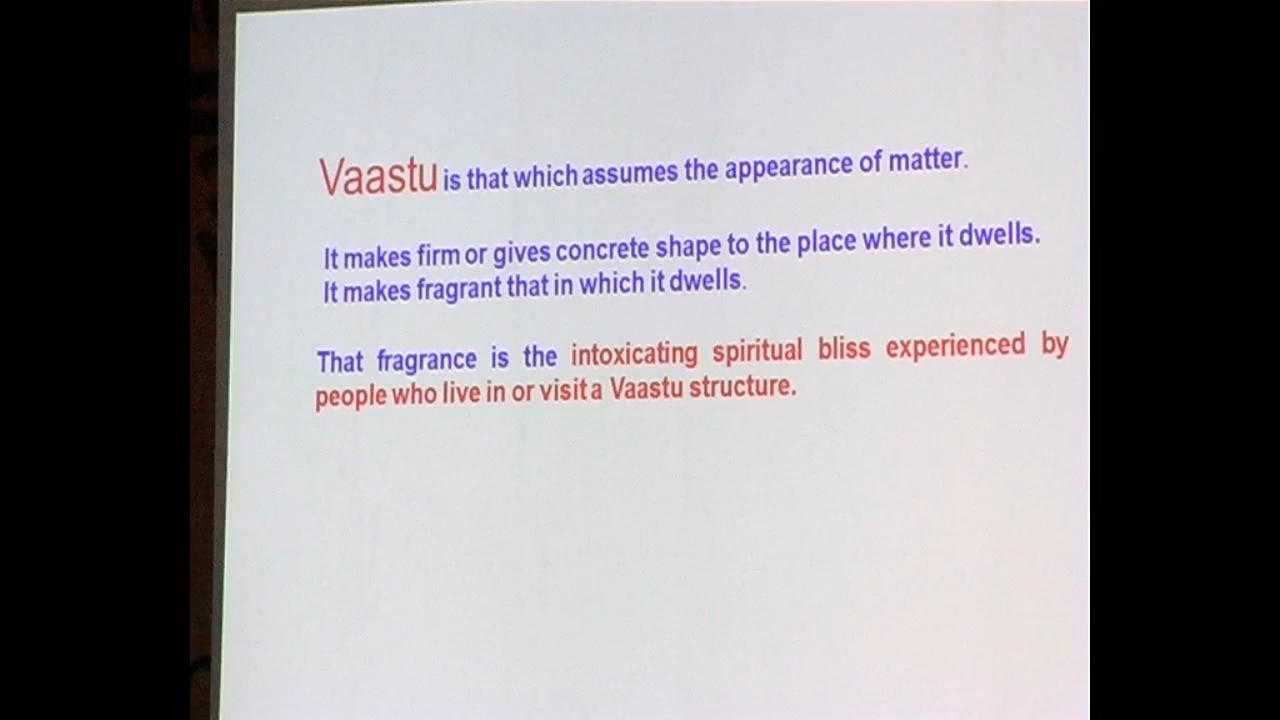 Vaastu is that which assumes the appearance of matter.
It makes firm or gives concrete shape to the place where it dwells.
It makes fragrant that in which it dwells.
That fragrance is the intoxicating spiritual bliss experienced by
people who live in or visit a Vaastu structure.